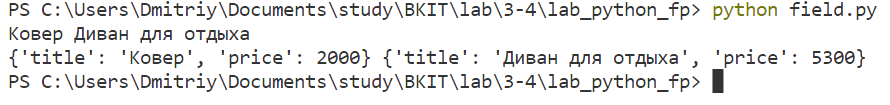 PS C:\Users\Dmitriy\Documents\study\BKIT\lab\3-4\lab_python_fp> python field.py
Ковер Диван для отдыха
{'title': 'Ковер', 'price': 2000} {'title': 'Диван для отдыха', 'price': 5300}
PS C:\Users\Dmitriy\Documents\study\BKIT\lab\3-4\lab_python_fp>